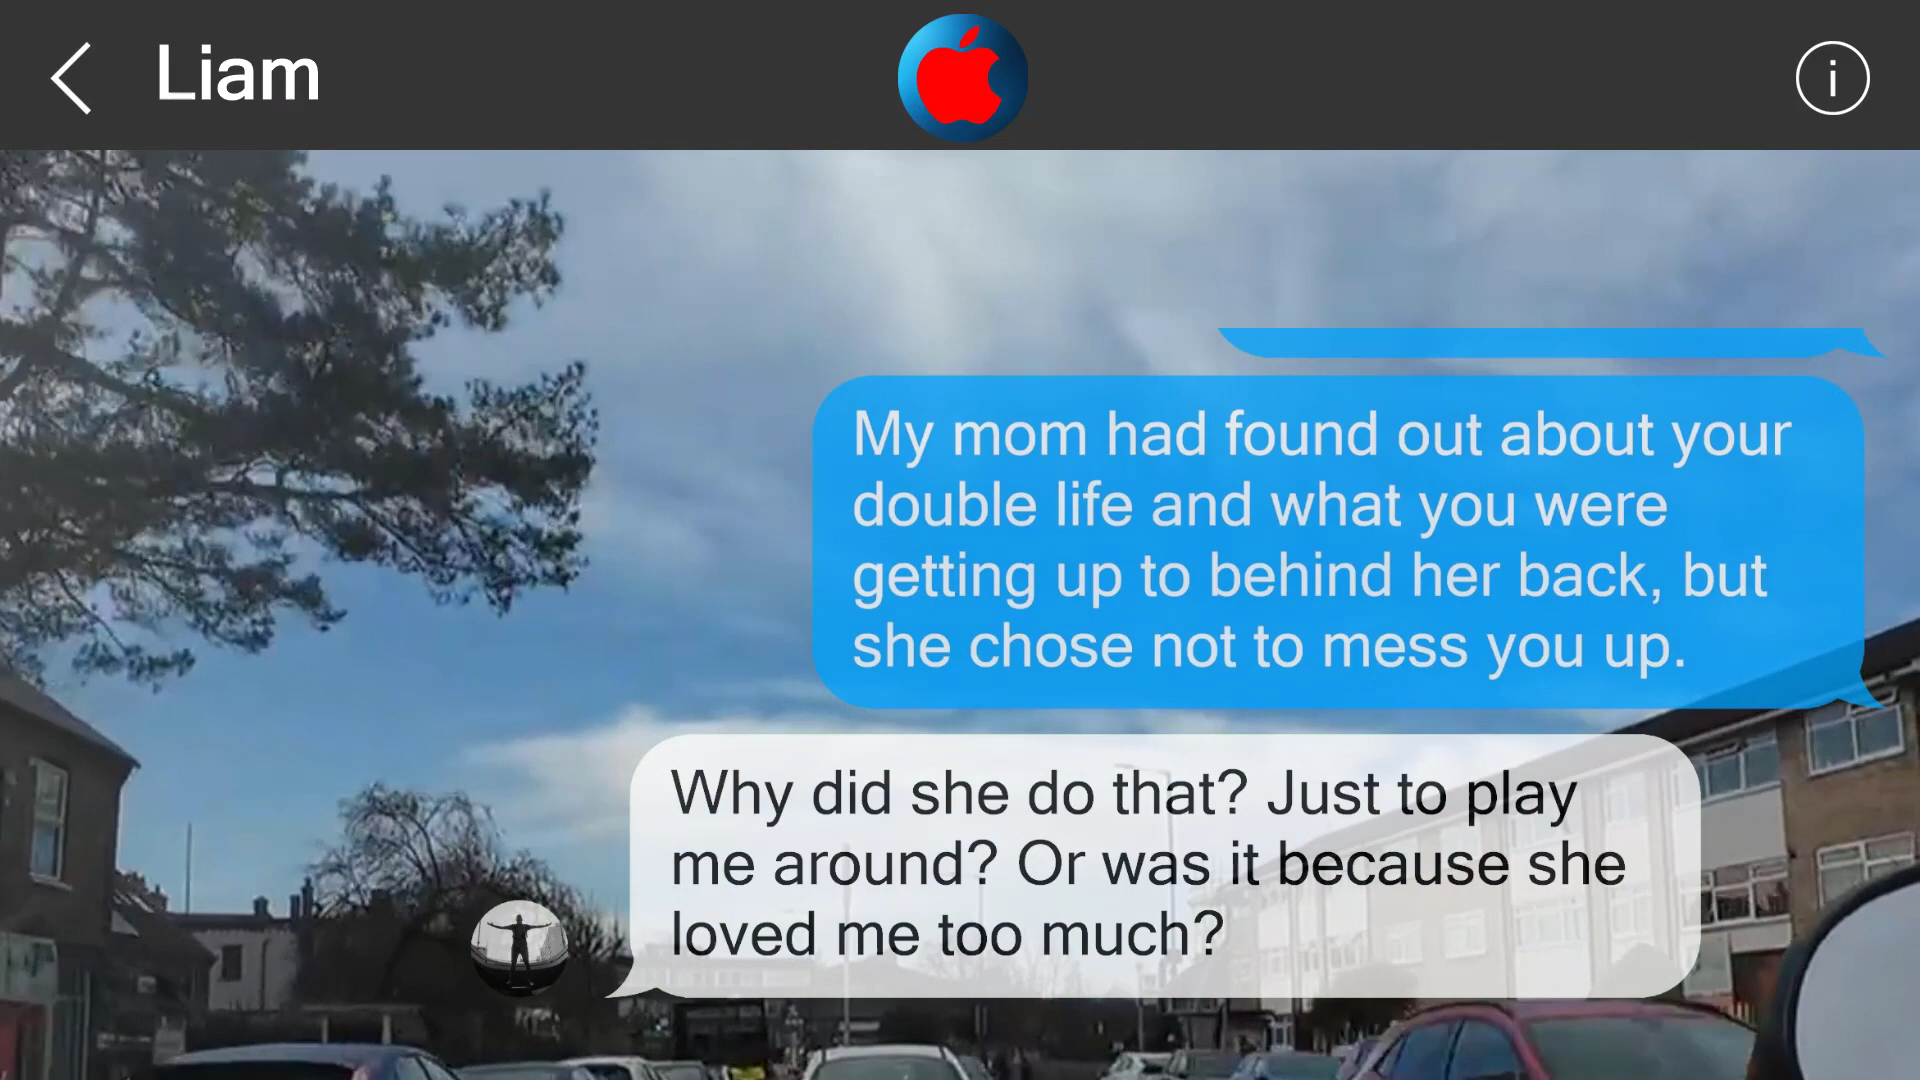 Liam
My mom had found out about your
double life and what you were
getting up to behind her back, but
she chose not to mess you up.
Why did she do that? Just to play
me around? Or was it because she
loved me too much?